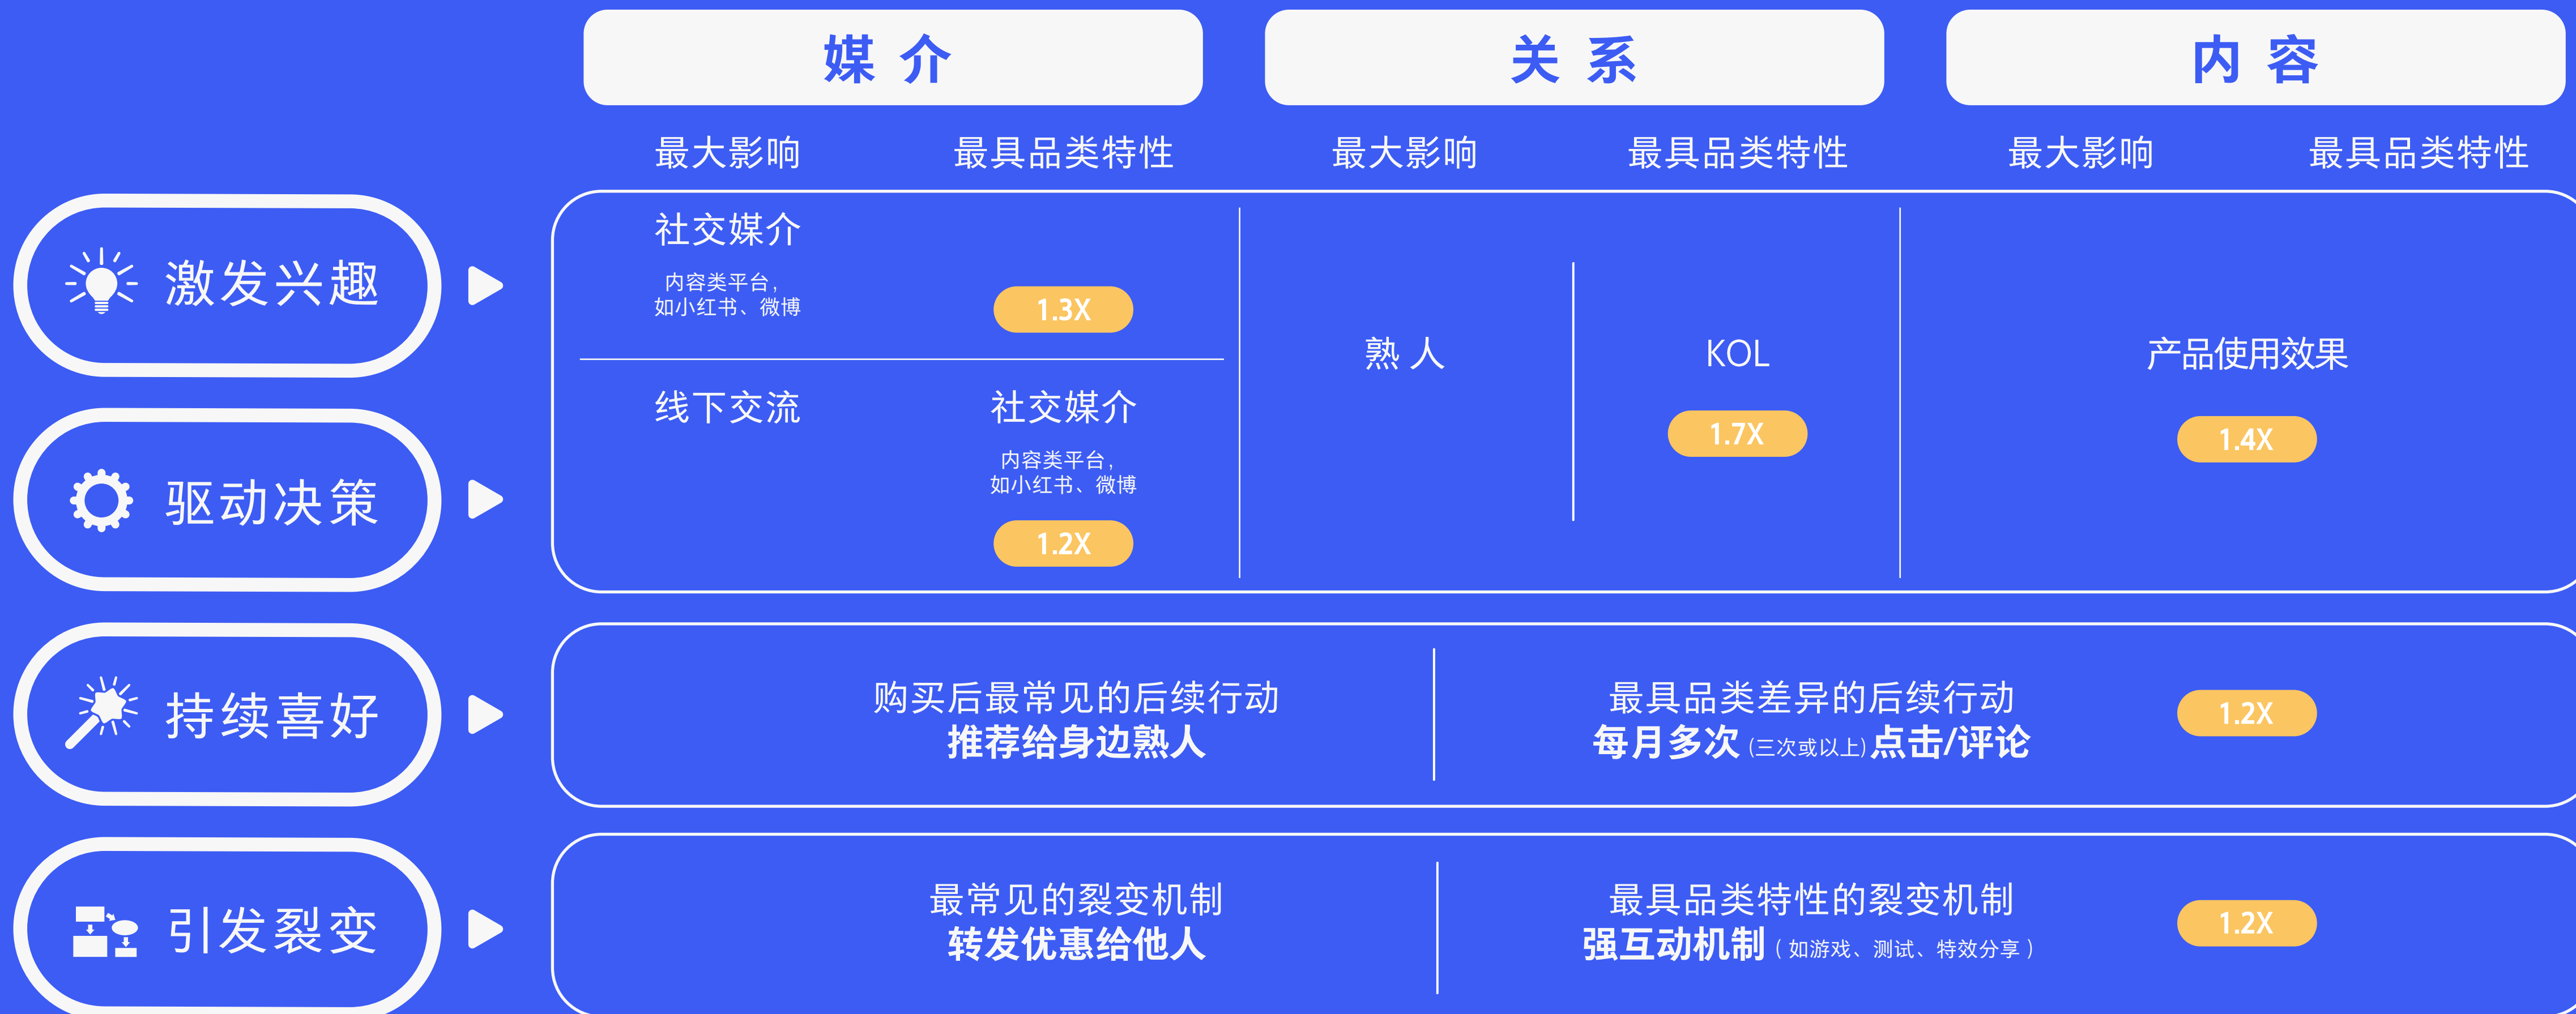 媒介
关系
内容
最大影响
最具品类特性
最大影响
最具品类特性
最大影响
最具品类特性
激发兴趣
社交媒介
内容类平台，
如小红书、微博
1.3X
驱动决策
线下交流
社交媒介
内容类平台，
如小红书、微博
1.2X
熟人
KOL
1.7X
产品使用效果
1.4X
持续喜好
购买后最常见的后续行动
推荐给身边熟人
最具品类差异的后续行动
每月多次（三次或以上）点击/评论
1.2X
引发裂变
最常见的裂变机制
转发优惠给他人
最具品类特性的裂变机制
强互动机制（如游戏、测试、特效分享）
1.2X